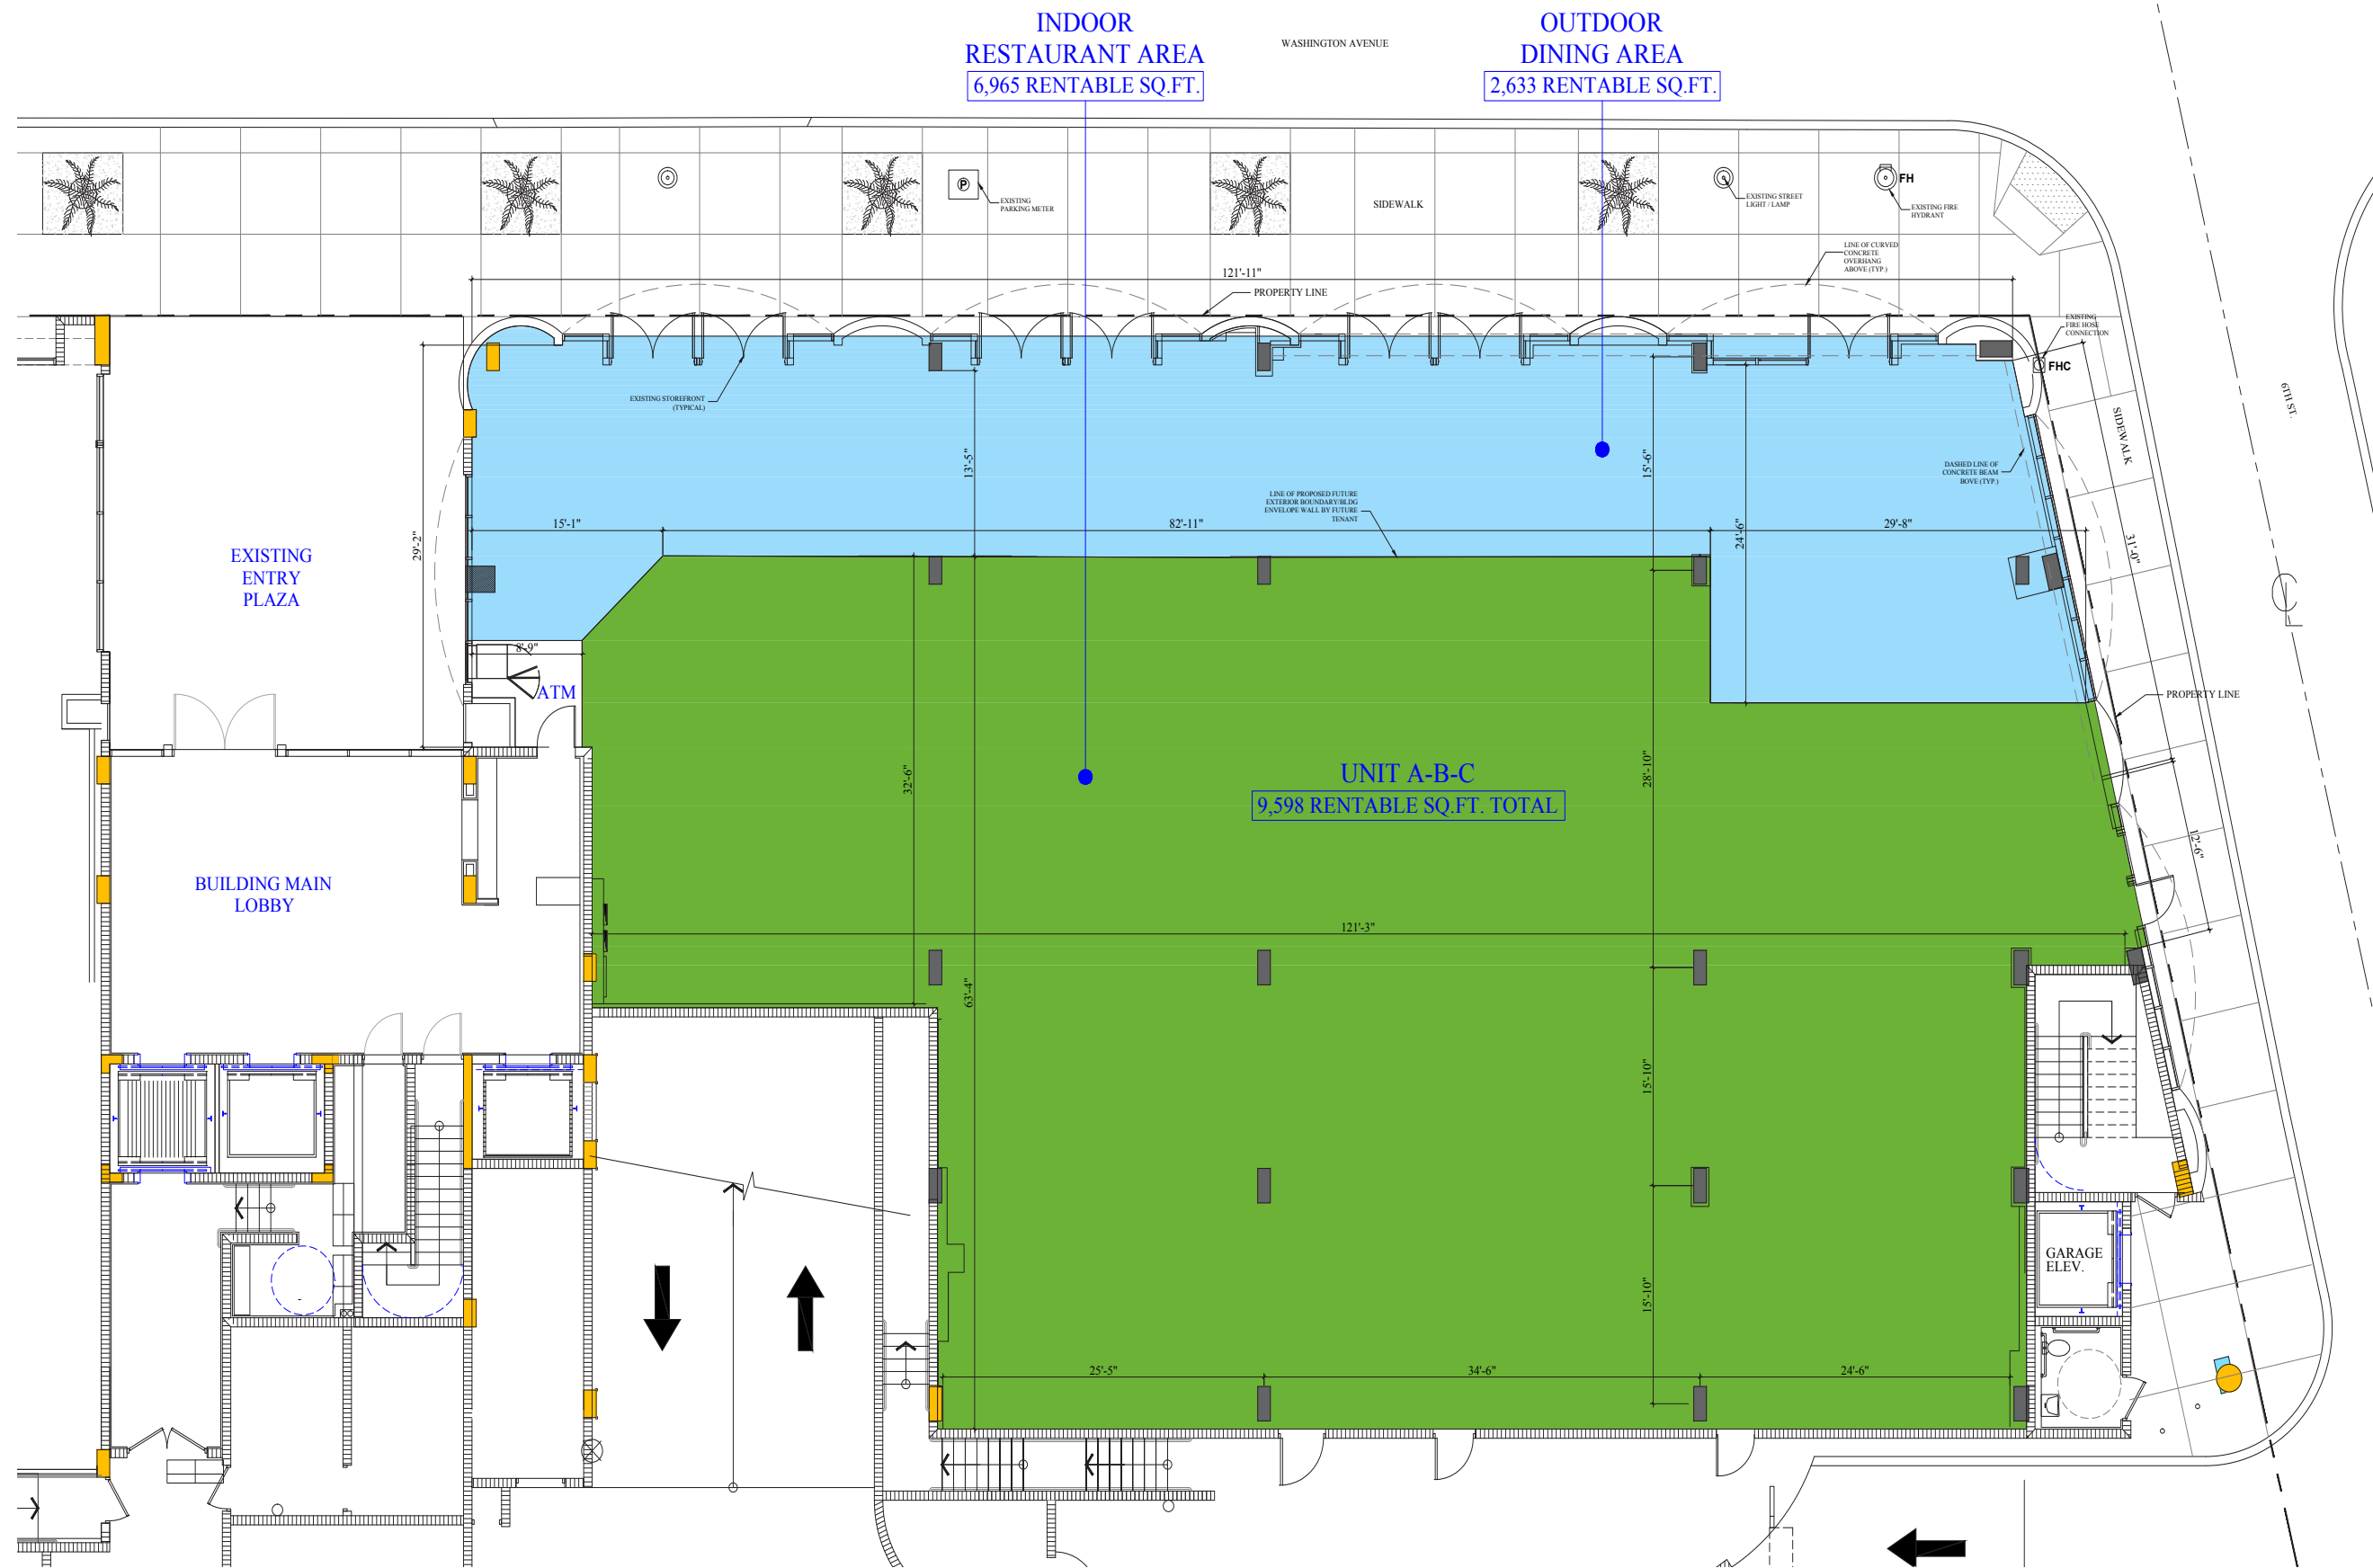 INDOOR
RESTAURANT AREA
6,965 RENTABLE SQ.FT.
WASHINGTON AVENUE
OUTDOOR
DINING AREA
2,633 RENTABLE SQ.FT.
P
EXISTING
PARKING METER
SIDEWALK
EXISTING STREET
LIGHT / LAMP
FH
EXISTING FIRE
HYDRANT
LINE OF CURVED
CONCRETE
OVERHANG
ABOVE (TYP.)
121'-11"
PROPERTY LINE
EXISTING
FIRE HOSE
CONNECTION
FHC
6TH ST.
SIDEWALK
EXISTING STOREFRONT
(TYPICAL)
13'-5"
15'-6"
DASHED LINE OF
CONCRETE BEAM
BOVE (TYP.)
LINE OF PROPOSED FUTURE
EXTERIOR BOUNDARY/BLDG
ENVELOPE WALL BY FUTURE
TENANT
15'-1"
82'-11"
24'-6"
29'-8"
29'-2"
31'-0"
EXISTING
ENTRY
PLAZA
8'-9"
ATM
PROPERTY LINE
32'-6"
UNIT A-B-C
9,598 RENTABLE SQ.FT. TOTAL
28'-10"
12'-6"
BUILDING MAIN
LOBBY
121'-3"
63'-4"
15'-10"
GARAGE
ELEV.
15'-10"
25'-5"
34'-6"
24'-6"